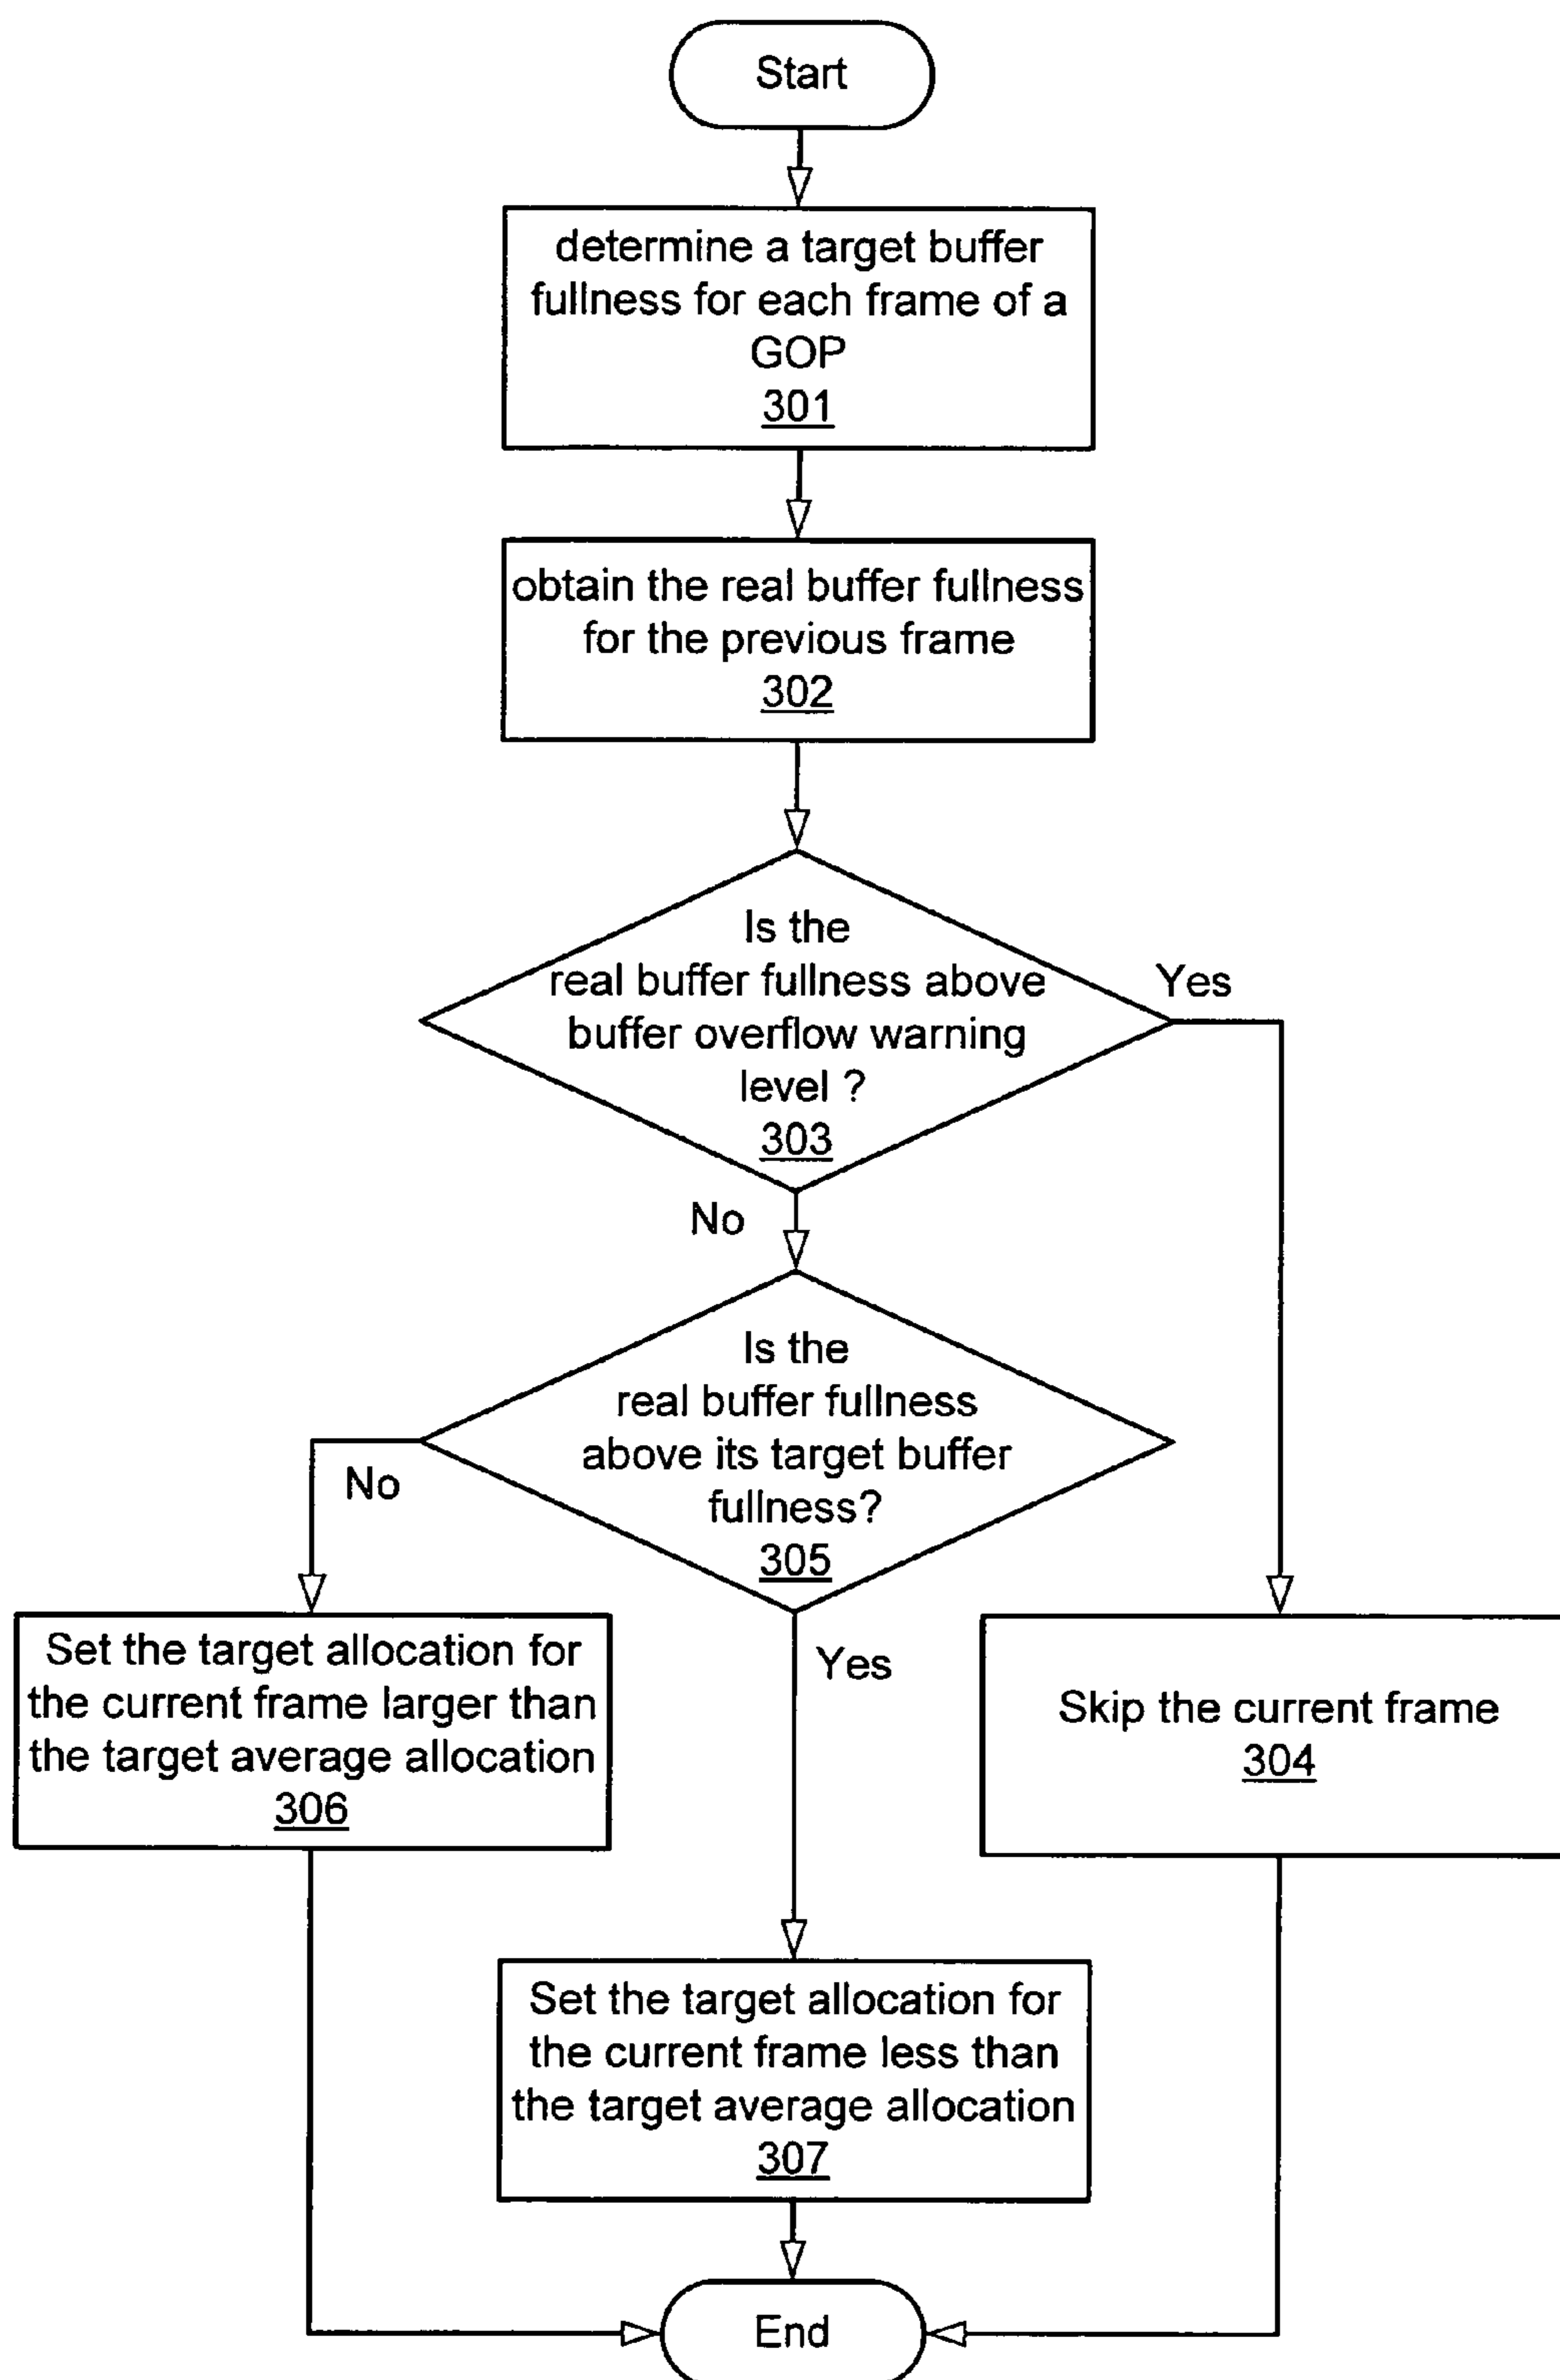 Start
determine a target buffer
fullness for each frame of a
GOP
301
obtain the real buffer fullness
for the previous frame
302
Is the
real buffer fullness above
buffer overflow warning
level ?
303
Yes
No
Is the
real buffer fullness
above its target buffer
fullness?
305
No
Yes
Set the target allocation for
the current frame larger than
the target average allocation
306
Skip the current frame
304
Set the target allocation for
the current frame less than
the target average allocation
307
End